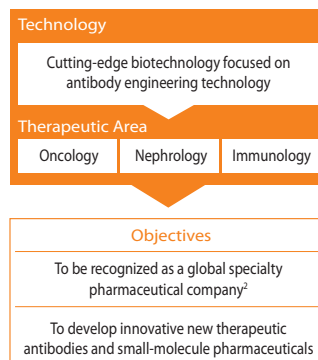 Technology
Cutting-edge biotechnology focused on
antibody engineering technology
Therapeutic Area
Oncology
Nephrology
Immunology
Objectives
To be recognized as a global specialty
pharmaceutical company2
To develop innovative new therapeutic
antibodies and small-molecule pharmaceuticals